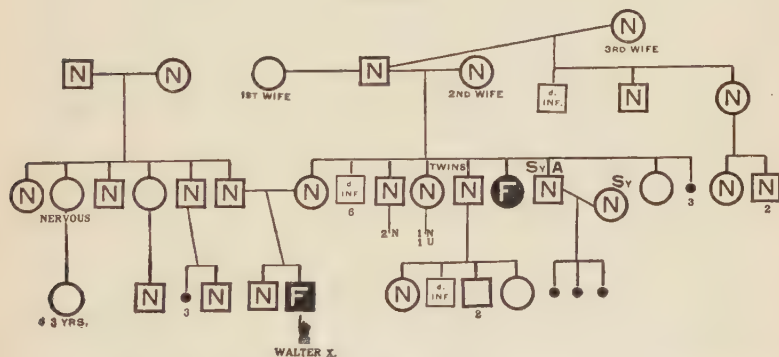 N
3RD WIFE
N N N N
1ST WIFE 2ND WIFE
d. INF. N N
TWINS SY A
N N N N N N d INF N N N F N SY N N N
NERVOUS 6 2 N 1 N 1 U 3 2
N N N F N d INF
d 3 YRS. 3 2
WALTER X.